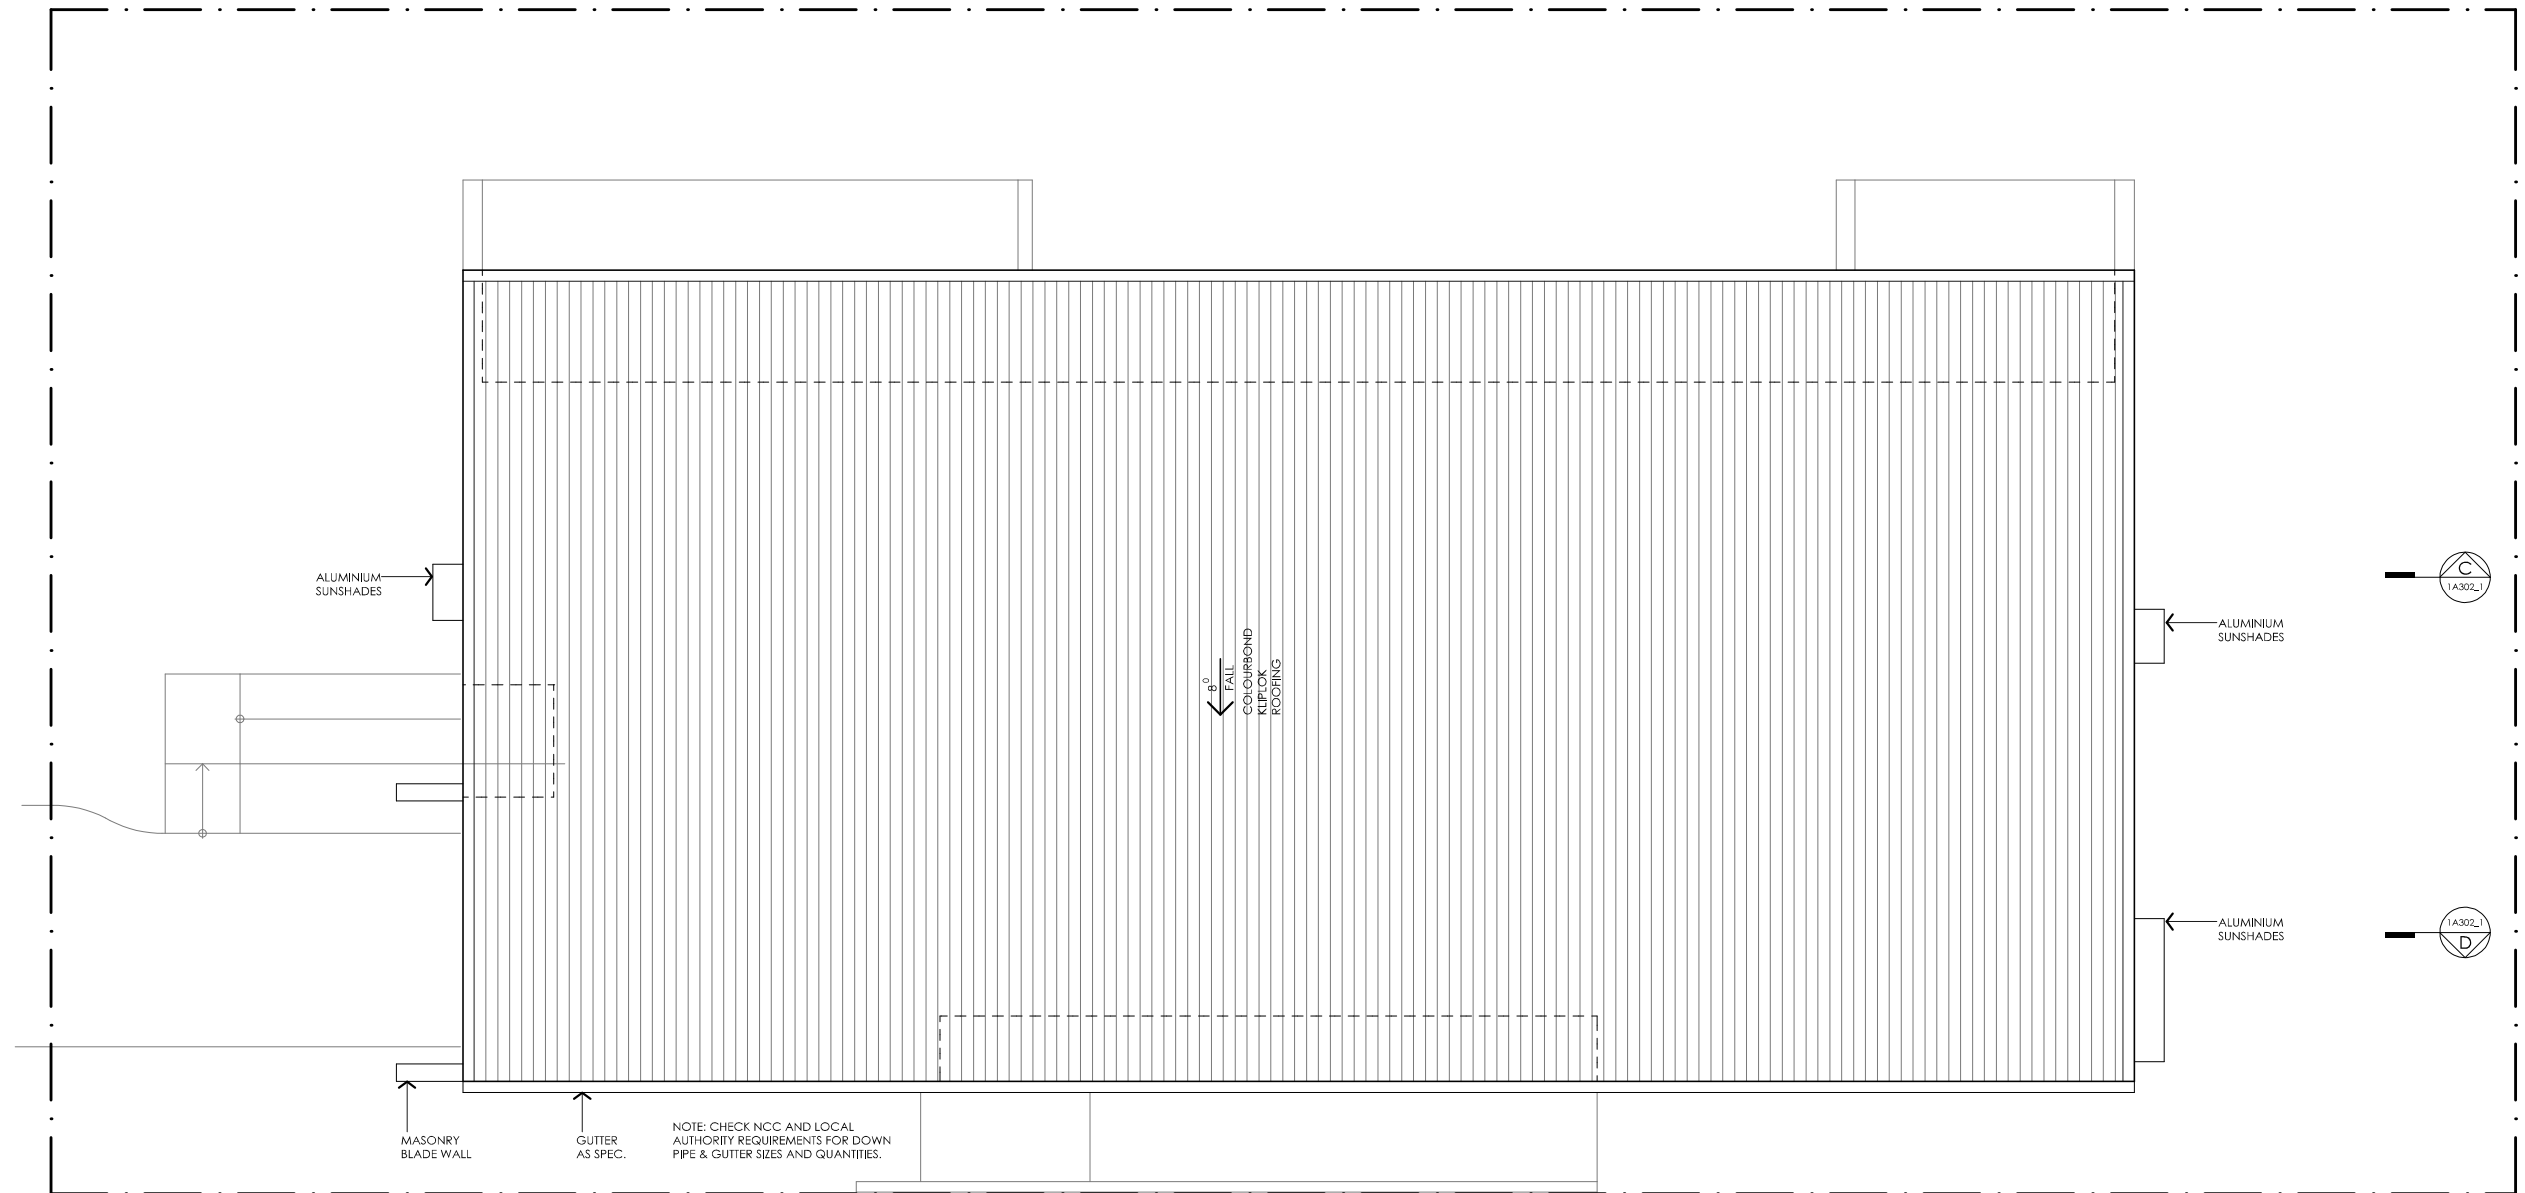 ALUMINIUM
SUNSHADES
C
1A302_1
ALUMINIUM
SUNSHADES
8°
FALL
COLOURBOND
KLIPLOK
ROOFING
ALUMINIUM
SUNSHADES
1A302_1
D
MASONRY
BLADE WALL
GUTTER
AS SPEC.
NOTE: CHECK NCC AND LOCAL
AUTHORITY REQUIREMENTS FOR DOWN
PIPE & GUTTER SIZES AND QUANTITIES.